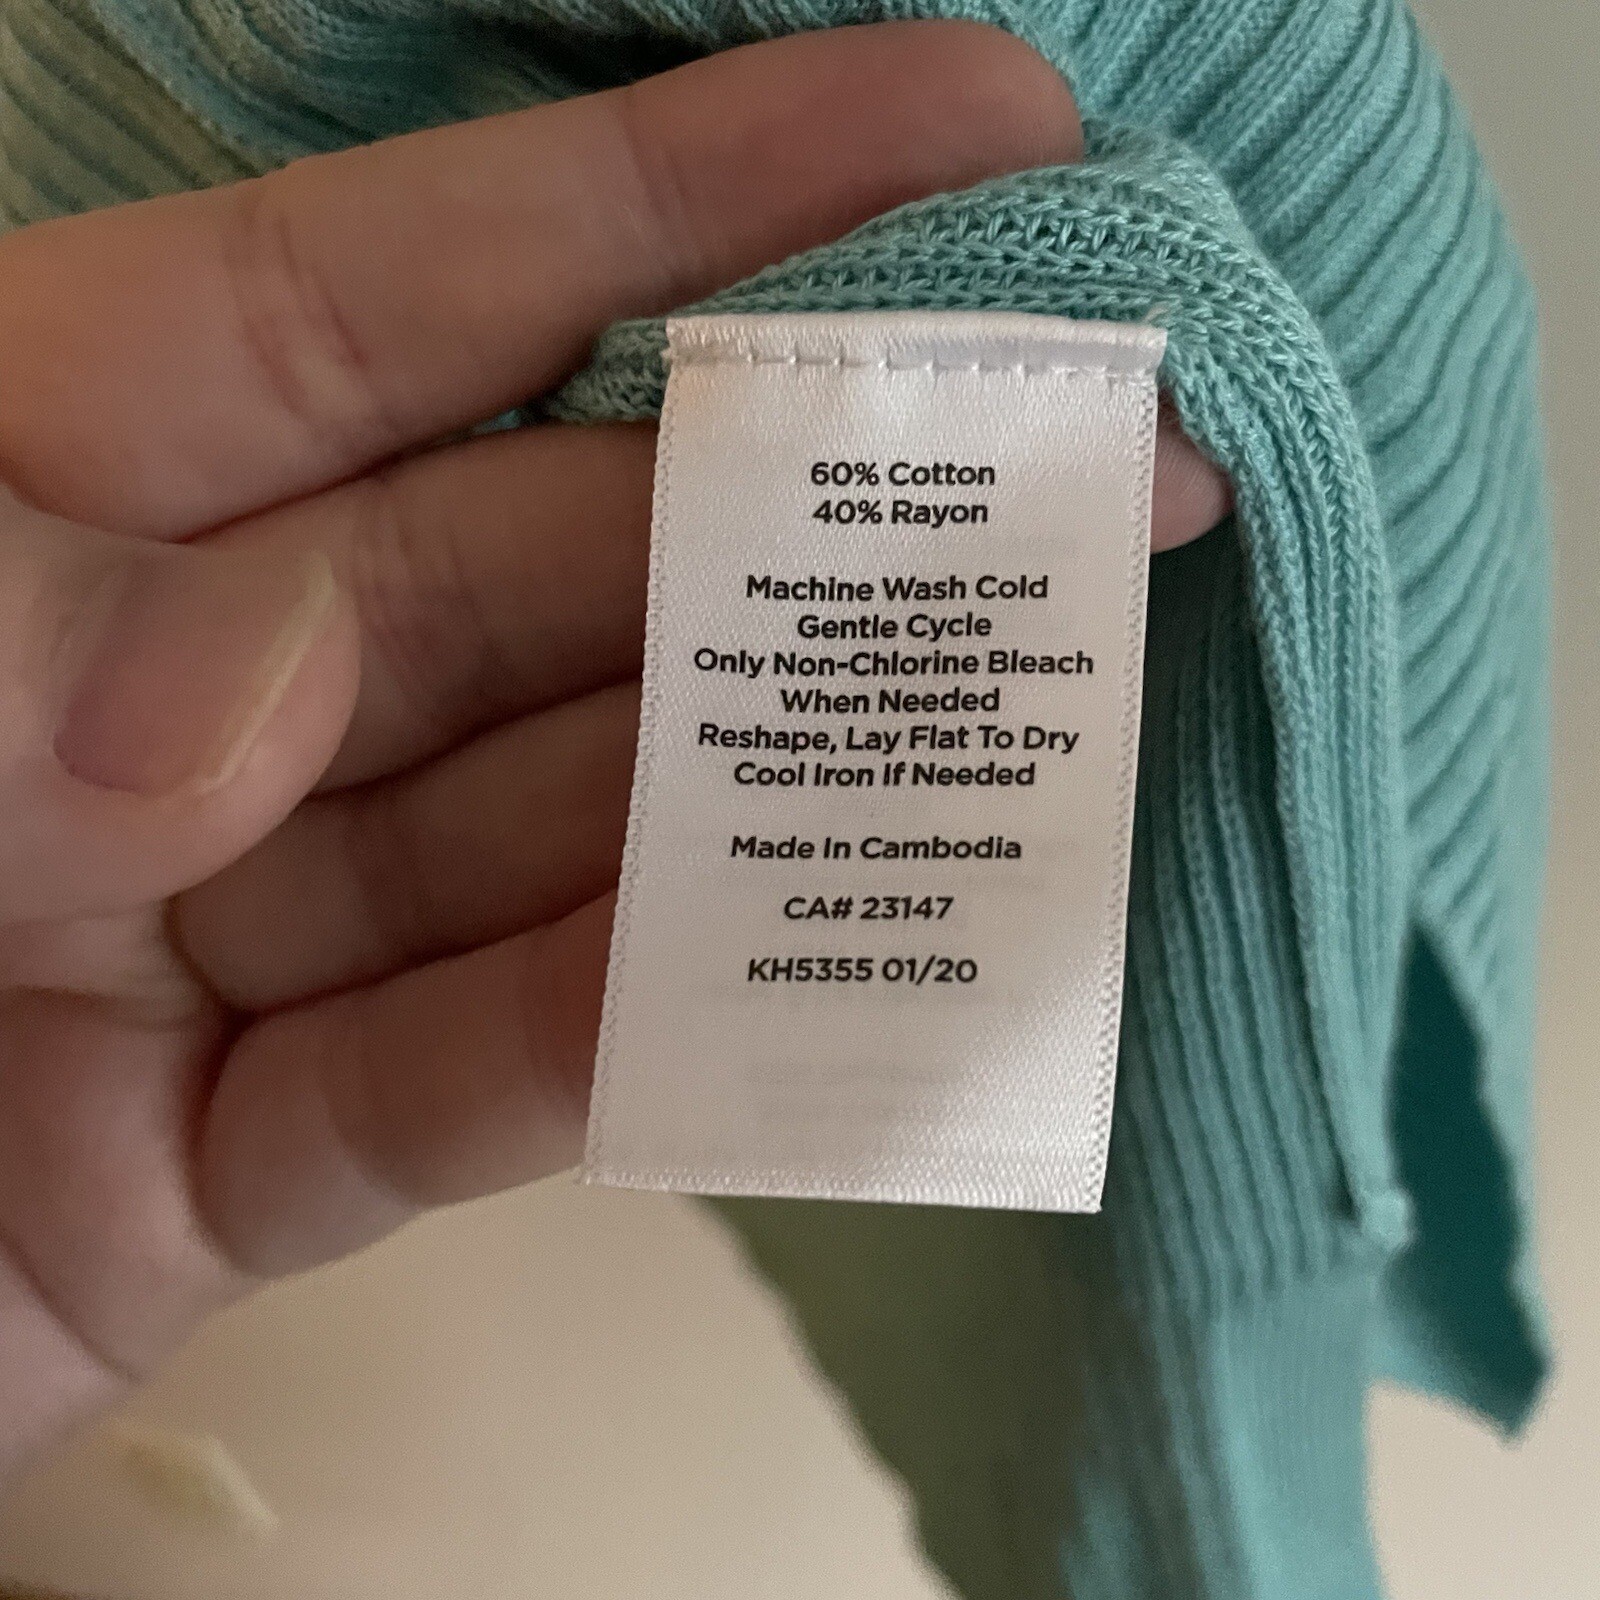 60% Cotton
40% Rayon
Machine Wash Cold
Gentle Cycle
Only Non-Chlorine Bleach
When Needed
Reshape, Lay Flat To Dry
Cool Iron If Needed
Made In Cambodia
CA# 23147
KH5355 01/20